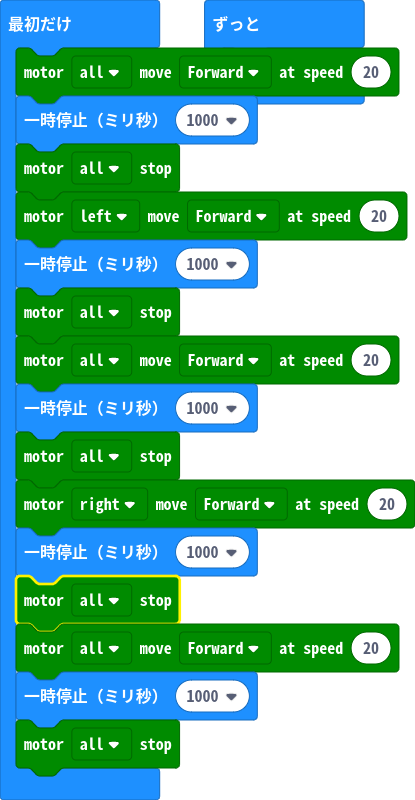 最初だけ
ずっと
motor all move Forward at speed 20
一時停止（ミリ秒） 1000
motor all stop
motor left move Forward at speed 20
一時停止（ミリ秒） 1000
motor all stop
motor all move Forward at speed 20
一時停止（ミリ秒） 1000
motor all stop
motor right move Forward at speed 20
一時停止（ミリ秒） 1000
motor all stop
motor all move Forward at speed 20
一時停止（ミリ秒） 1000
motor all stop